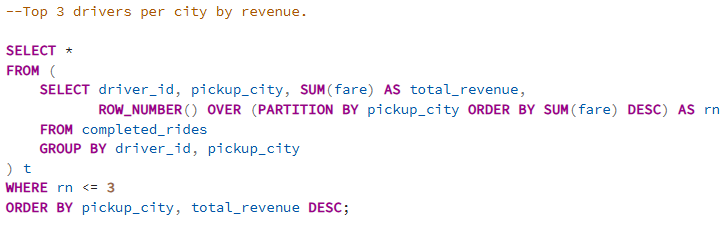 --Top 3 drivers per city by revenue.
SELECT *
FROM (
SELECT driver_id, pickup_city, SUM(fare) AS total_revenue,
ROW_NUMBER() OVER (PARTITION BY pickup_city ORDER BY SUM(fare) DESC) AS rn
FROM completed_rides
GROUP BY driver_id, pickup_city
) t
WHERE rn <= 3
ORDER BY pickup_city, total_revenue DESC;